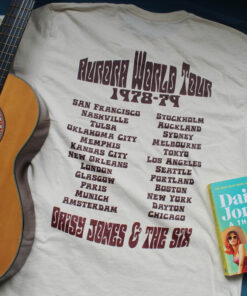 AURORA WORLD TOUR
1978-79
SAN FRANCISCO
NASHVILLE
TULSA
OKLAHOMA CITY
MEMPHIS
KANSAS CITY
NEW ORLEANS
LONDON
GLASGOW
PARIS
MUNICH
AMSTERDAM
STOCKHOLM
AUCKLAND
SYDNEY
MELBOURNE
TOKYO
LOS ANGELES
SEATTLE
PORTLAND
BOSTON
NEW YORK
DAYTON
CHICAGO
DAISY JONES & THE SIX
Dai
Jon
& TH